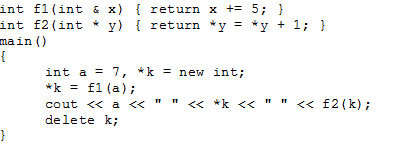 int f1(int & x) { return x += 5; }
int f2(int * y) { return *y = *y + 1; }
main()
{
int a = 7, *k = new int;
*k = f1(a);
cout << a << " " << *k << " " << f2(k);
delete k;
}